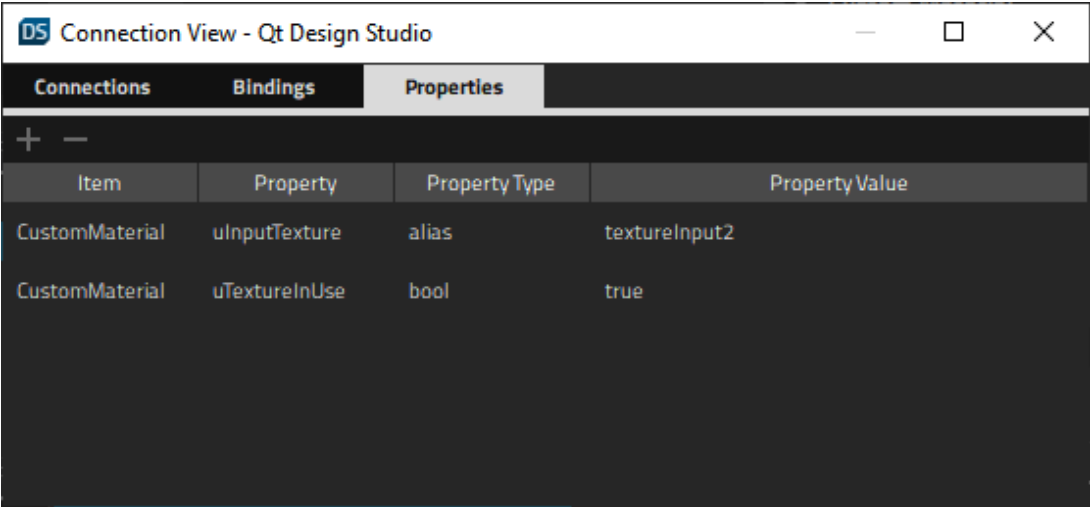 DS Connection View - Qt Design Studio
Connections Bindings Properties
Item Property Property Type Property Value
CustomMaterial uInputTexture alias textureInput2
CustomMaterial uTextureInUse bool true